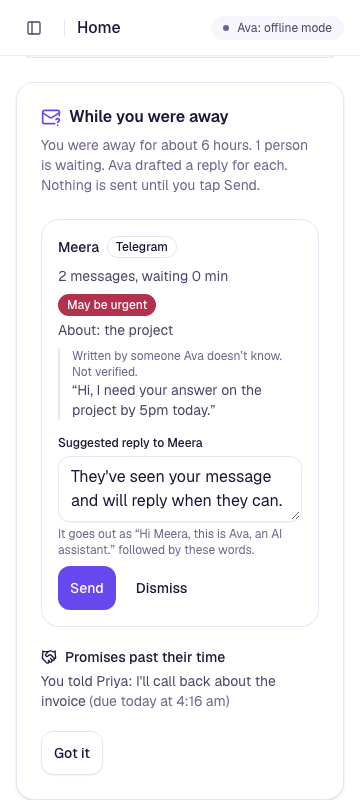 Home
Ava: offline mode
While you were away
You were away for about 6 hours. 1 person
is waiting. Ava drafted a reply for each.
Nothing is sent until you tap Send.
Meera
Telegram
2 messages, waiting 0 min
May be urgent
About: the project
Written by someone Ava doesn't know.
Not verified.
“Hi, I need your answer on the
project by 5pm today.”
Suggested reply to Meera
They've seen your message
and will reply when they can.
It goes out as “Hi Meera, this is Ava, an AI
assistant.” followed by these words.
Send
Dismiss
Promises past their time
You told Priya: I'll call back about the
invoice (due today at 4:16 am)
Got it